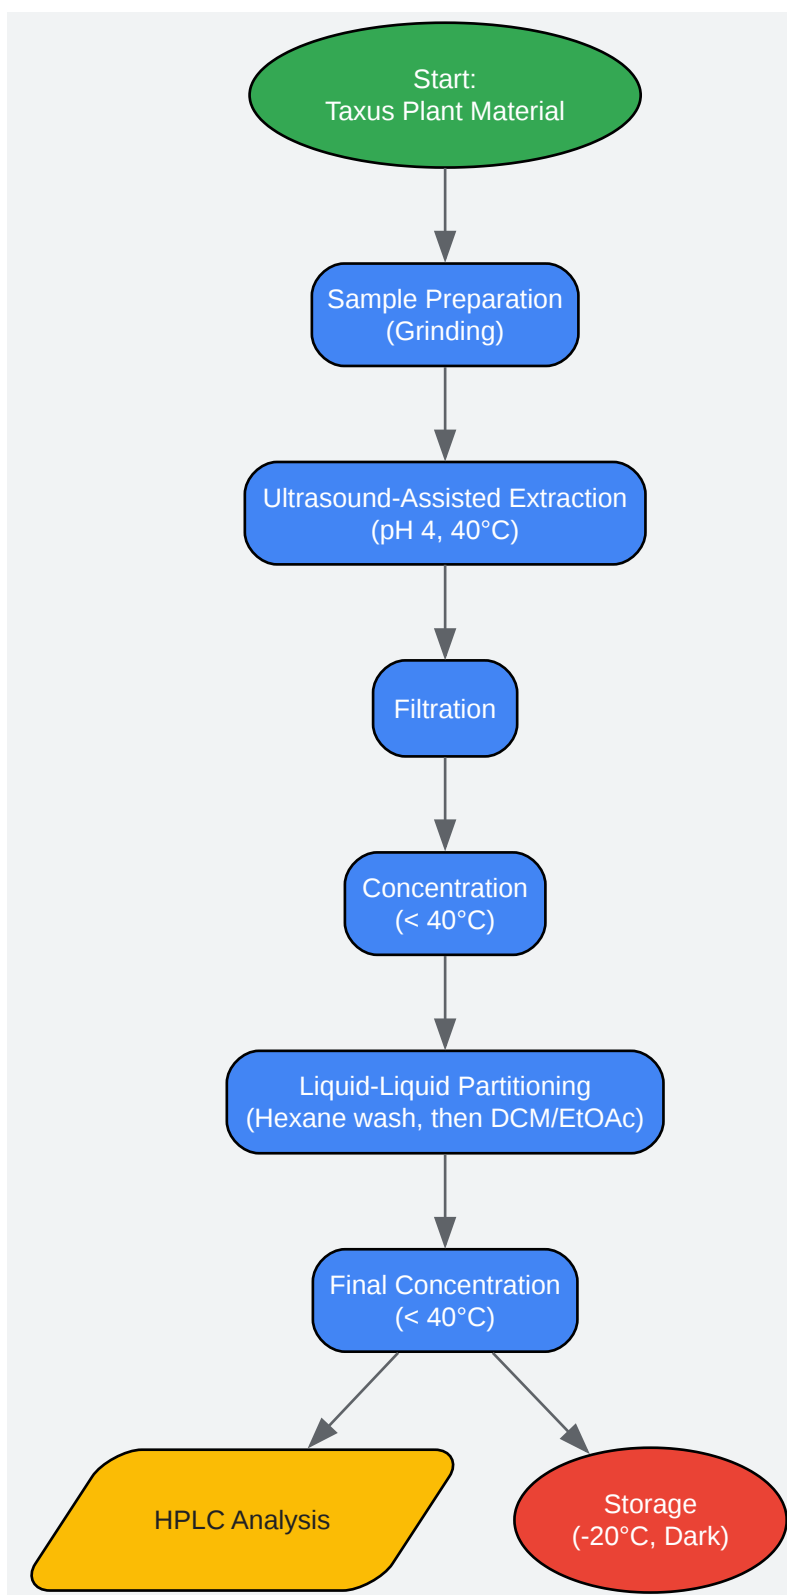 Start:
Taxus Plant Material
Sample Preparation
(Grinding)
Ultrasound-Assisted Extraction
(pH 4, 40°C)
Filtration
Concentration
(< 40°C)
Liquid-Liquid Partitioning
(Hexane wash, then DCM/EtOAc)
Final Concentration
(< 40°C)
HPLC Analysis
Storage
(-20°C, Dark)